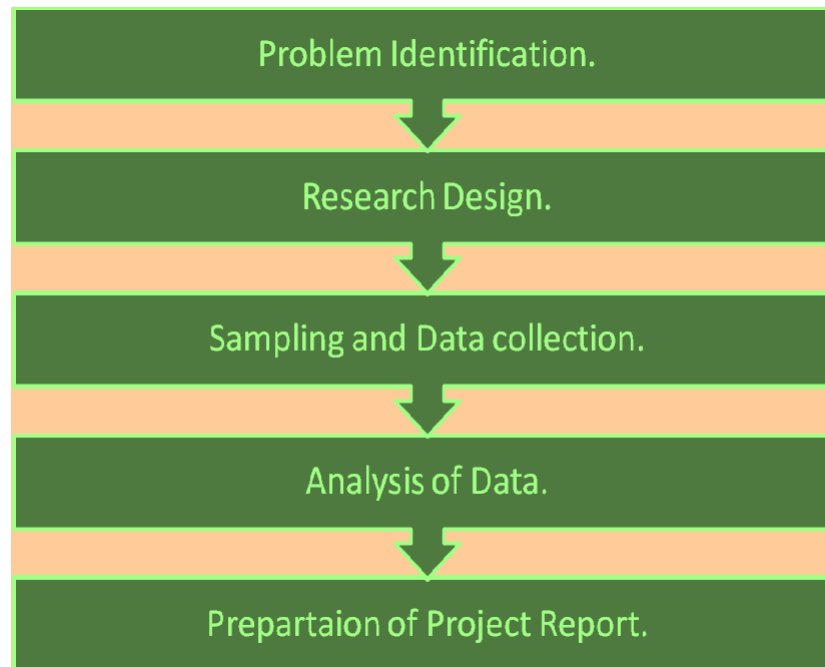 Problem Identification.
Research Design.
Sampling and Data collection.
Analysis of Data.
Prepartaion of Project Report.